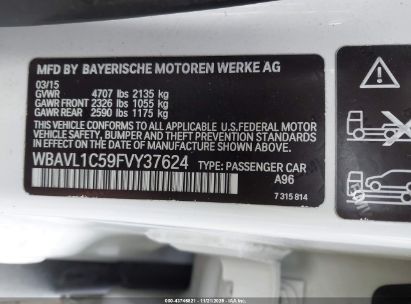 MFD BY BAYERISCHE MOTOREN WERKE AG
03/15
GVWR 4707 lbs 2135 kg
GAWR FRONT 2326 lbs 1055 kg
GAWR REAR 2590 lbs 1175 kg
THIS VEHICLE CONFORMS TO ALL APPLICABLE U.S. FEDERAL MOTOR
VEHICLE SAFETY, BUMPER AND THEFT PREVENTION STANDARDS
IN EFFECT ON THE DATE OF MANUFACTURE SHOWN ABOVE.
WBAVL1C59FVY37624 TYPE: PASSENGER CAR
A96
7 315 814